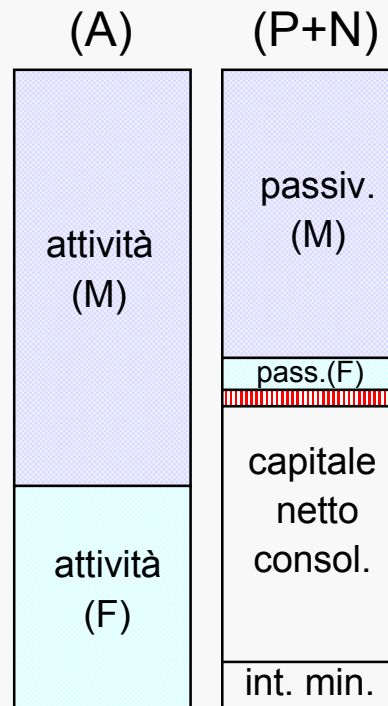 (A)
(P+N)
attività
(M)
attività
(F)
passiv.
(M)
pass.(F)
capitale
netto
consol.
int. min.